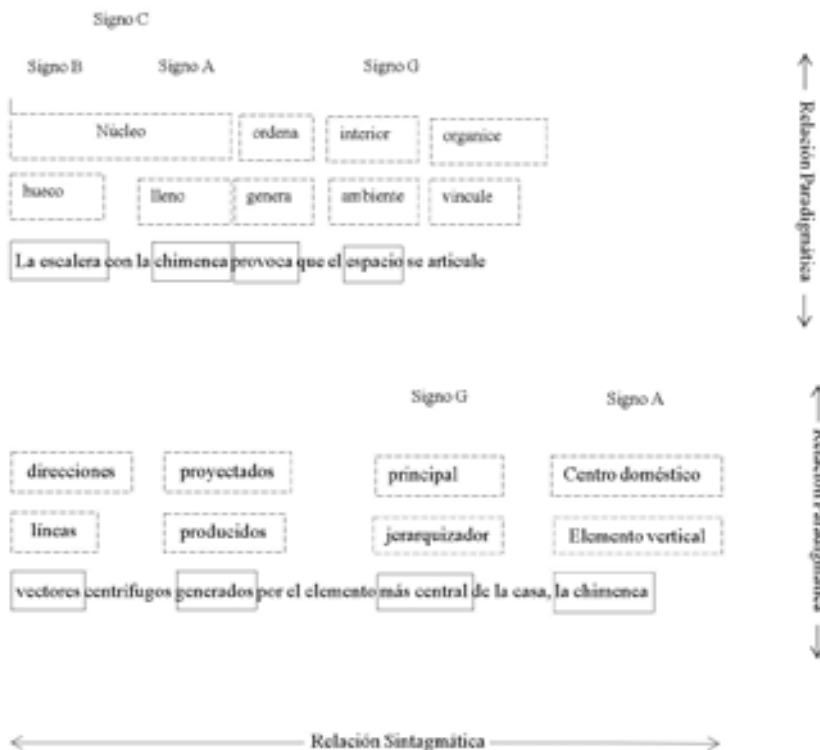 Signo C
Signo B Signo A Signo G
Núcleo ordena interior organice
hueco lleno genera ambiente vincule
La escalera con la chimenea provoca que el espacio se articule
Relación Paradigmática
Signo G Signo A
direcciones proyectados principal Centro doméstico
líneas producidos jerarquizador Elemento vertical
vectores centrífugos generados por el elemento más central de la casa, la chimenea
Relación Paradigmática
Relación Sintagmática